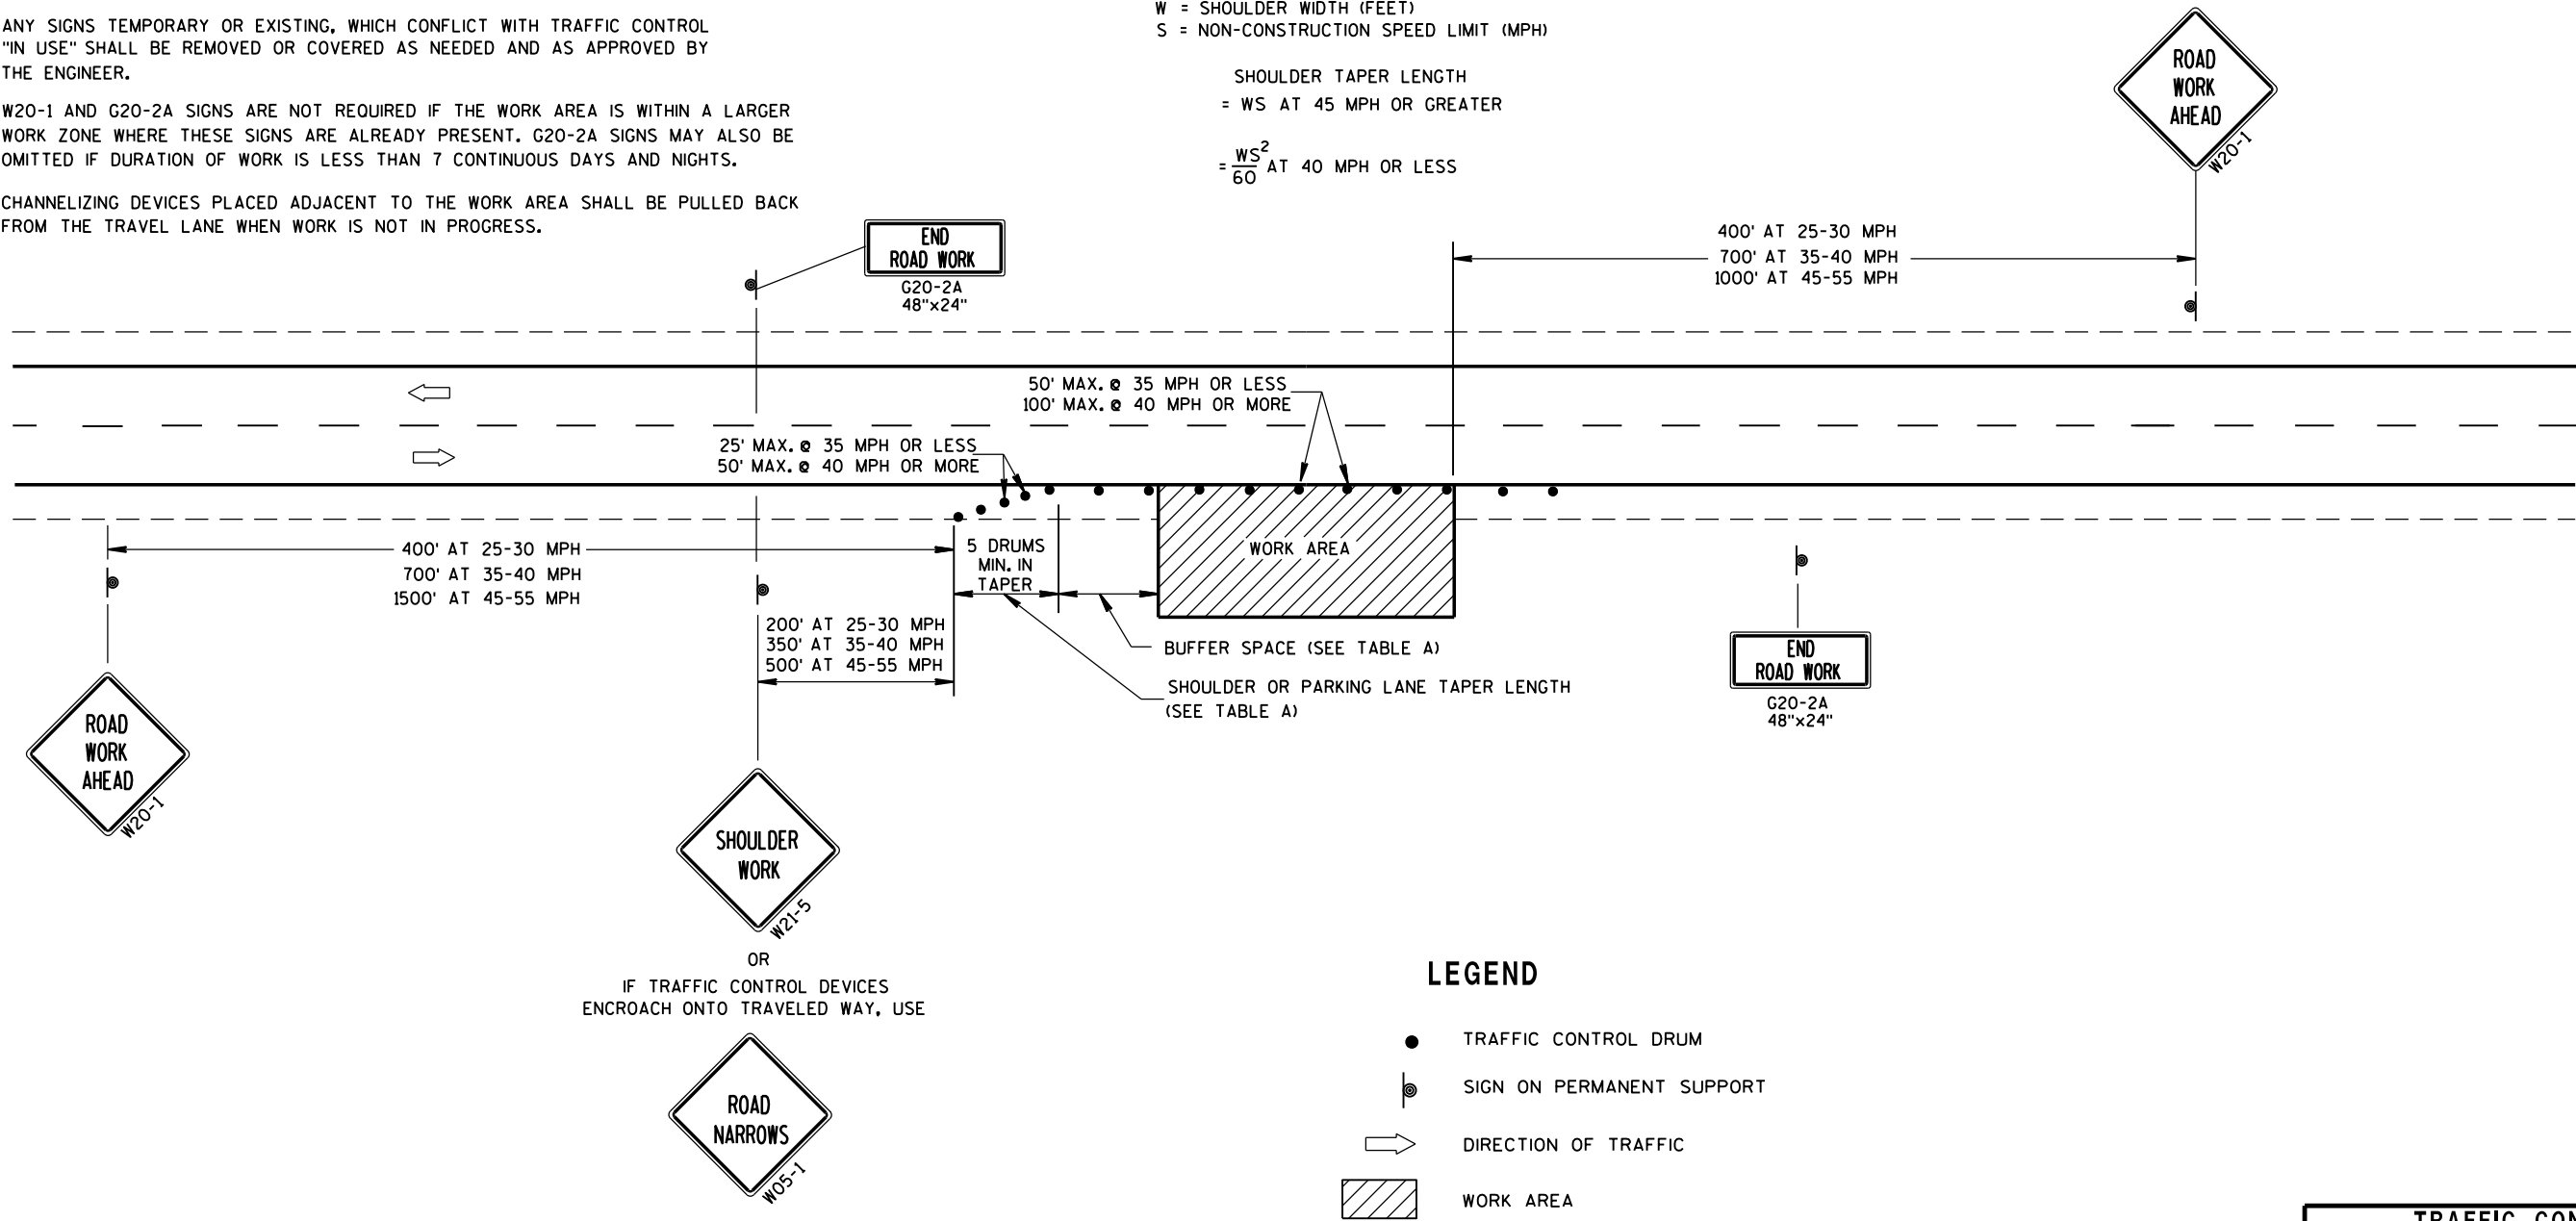 ANY SIGNS TEMPORARY OR EXISTING, WHICH CONFLICT WITH TRAFFIC CONTROL
"IN USE" SHALL BE REMOVED OR COVERED AS NEEDED AND AS APPROVED BY
THE ENGINEER.
W20-1 AND G20-2A SIGNS ARE NOT REQUIRED IF THE WORK AREA IS WITHIN A LARGER
WORK ZONE WHERE THESE SIGNS ARE ALREADY PRESENT. G20-2A SIGNS MAY ALSO BE
OMITTED IF DURATION OF WORK IS LESS THAN 7 CONTINUOUS DAYS AND NIGHTS.
CHANNELIZING DEVICES PLACED ADJACENT TO THE WORK AREA SHALL BE PULLED BACK
FROM THE TRAVEL LANE WHEN WORK IS NOT IN PROGRESS.
W = SHOULDER WIDTH (FEET)
S = NON-CONSTRUCTION SPEED LIMIT (MPH)
SHOULDER TAPER LENGTH
= WS AT 45 MPH OR GREATER
= WS²/60 AT 40 MPH OR LESS
ROAD
WORK
AHEAD
W20-1
END
ROAD WORK
G20-2A
48"x24"
400' AT 25-30 MPH
700' AT 35-40 MPH
1000' AT 45-55 MPH
50' MAX. @ 35 MPH OR LESS
100' MAX. @ 40 MPH OR MORE
25' MAX. @ 35 MPH OR LESS
50' MAX. @ 40 MPH OR MORE
400' AT 25-30 MPH
700' AT 35-40 MPH
1500' AT 45-55 MPH
5 DRUMS
MIN. IN
TAPER
WORK AREA
200' AT 25-30 MPH
350' AT 35-40 MPH
500' AT 45-55 MPH
BUFFER SPACE (SEE TABLE A)
SHOULDER OR PARKING LANE TAPER LENGTH
(SEE TABLE A)
END
ROAD WORK
G20-2A
48"x24"
ROAD
WORK
AHEAD
W20-1
SHOULDER
WORK
W21-5
OR
IF TRAFFIC CONTROL DEVICES
ENCROACH ONTO TRAVELED WAY, USE
ROAD
NARROWS
W05-1
LEGEND
TRAFFIC CONTROL DRUM
SIGN ON PERMANENT SUPPORT
DIRECTION OF TRAFFIC
WORK AREA
TRAFFIC CON